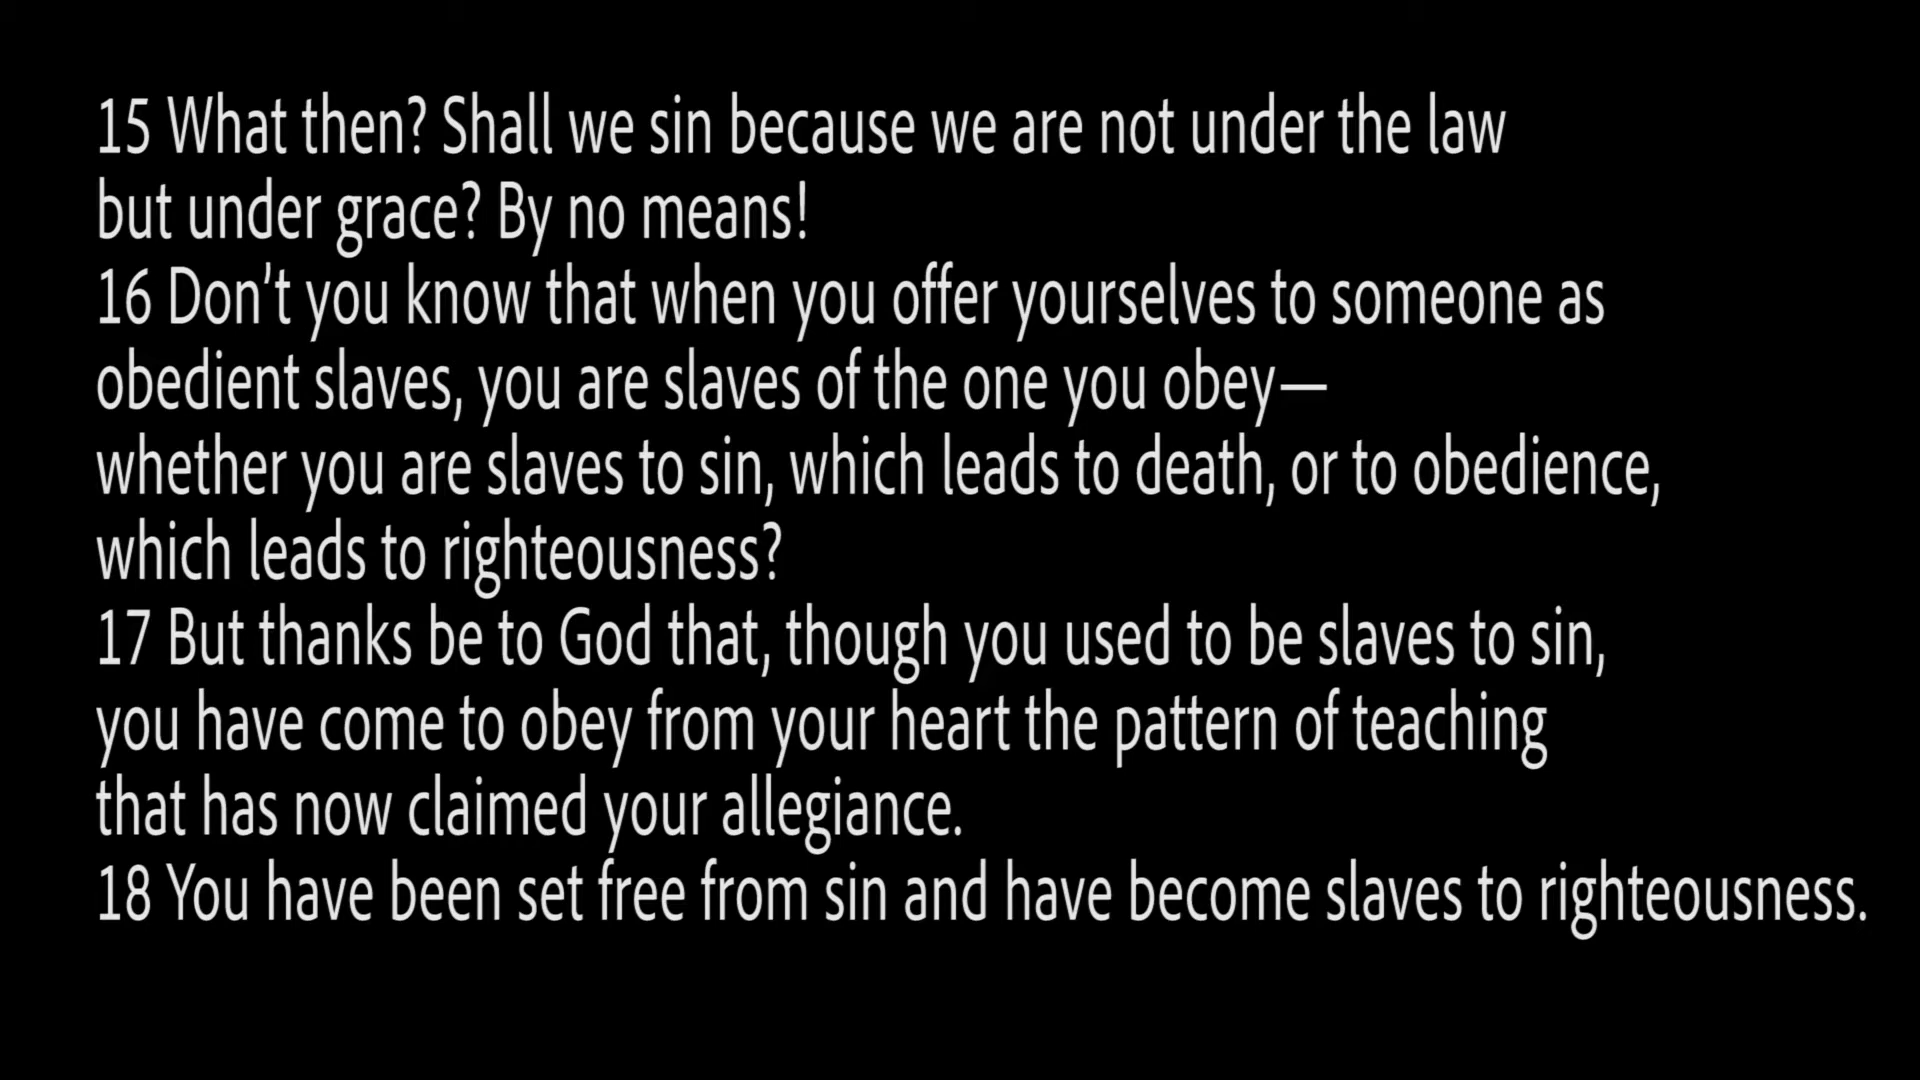 15 What then? Shall we sin because we are not under the law
but under grace? By no means!
16 Don’t you know that when you offer yourselves to someone as
obedient slaves, you are slaves of the one you obey—
whether you are slaves to sin, which leads to death, or to obedience,
which leads to righteousness?
17 But thanks be to God that, though you used to be slaves to sin,
you have come to obey from your heart the pattern of teaching
that has now claimed your allegiance.
18 You have been set free from sin and have become slaves to righteousness.